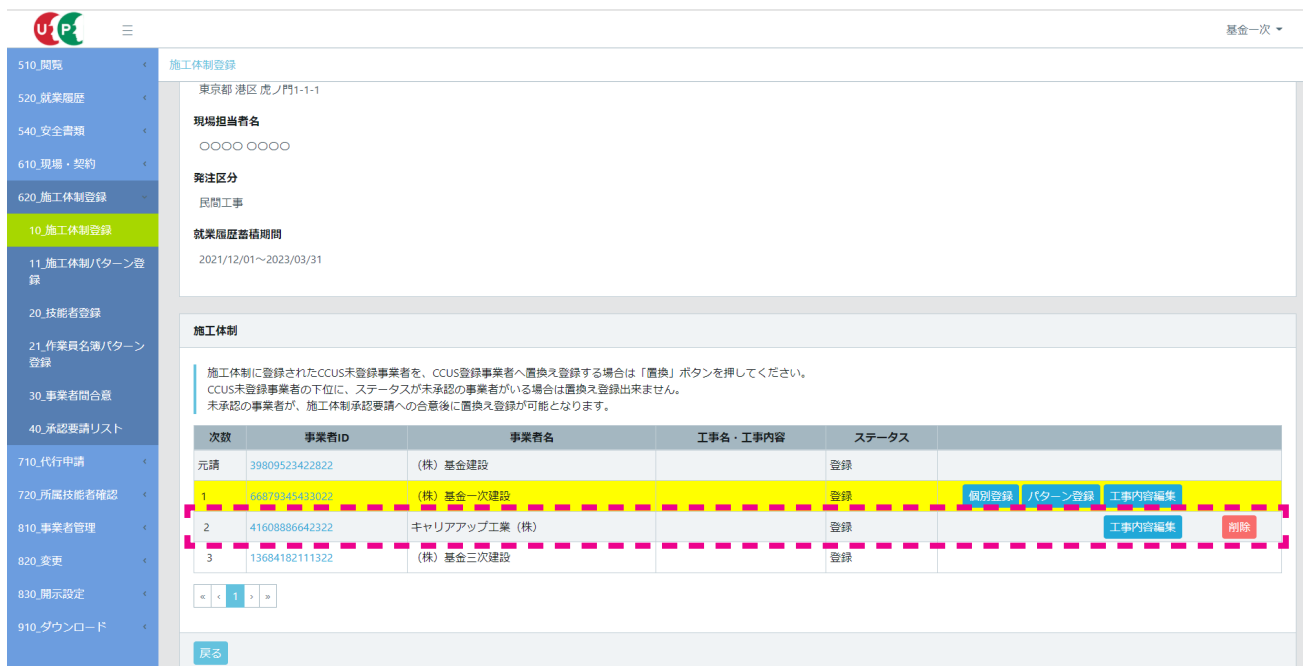 UP
基金一次
510_閲覧
520_就業履歴
540_安全書類
610_現場・契約
620_施工体制登録
10_施工体制登録
11_施工体制パターン登
録
20_技能者登録
21_作業員名簿パターン
登録
30_事業者間合意
40_承認要請リスト
710_代行申請
720_所属技能者確認
810_事業者管理
820_変更
830_開示設定
910_ダウンロード
施工体制登録
東京都 港区 虎ノ門1-1-1
現場担当者名
〇〇〇〇 〇〇〇〇
発注区分
民間工事
就業履歴蓄積期間
2021/12/01～2023/03/31
施工体制
施工体制に登録されたCCUS未登録事業者を、CCUS登録事業者へ置換え登録する場合は「置換」ボタンを押してください。
CCUS未登録事業者の下位に、ステータスが未承認の事業者がいる場合は置換え登録出来ません。
未承認の事業者が、施工体制承認要請への合意後に置換え登録が可能となります。
次数 事業者ID 事業者名 工事名・工事内容 ステータス
元請 39809523422822 （株）基金建設 登録
1 66879345433022 （株）基金一次建設 登録 個別登録 パターン登録 工事内容編集
2 41608886642322 キャリアアップ工業（株） 登録 工事内容編集 削除
3 13684182111322 （株）基金三次建設 登録
« ‹ 1 › »
戻る